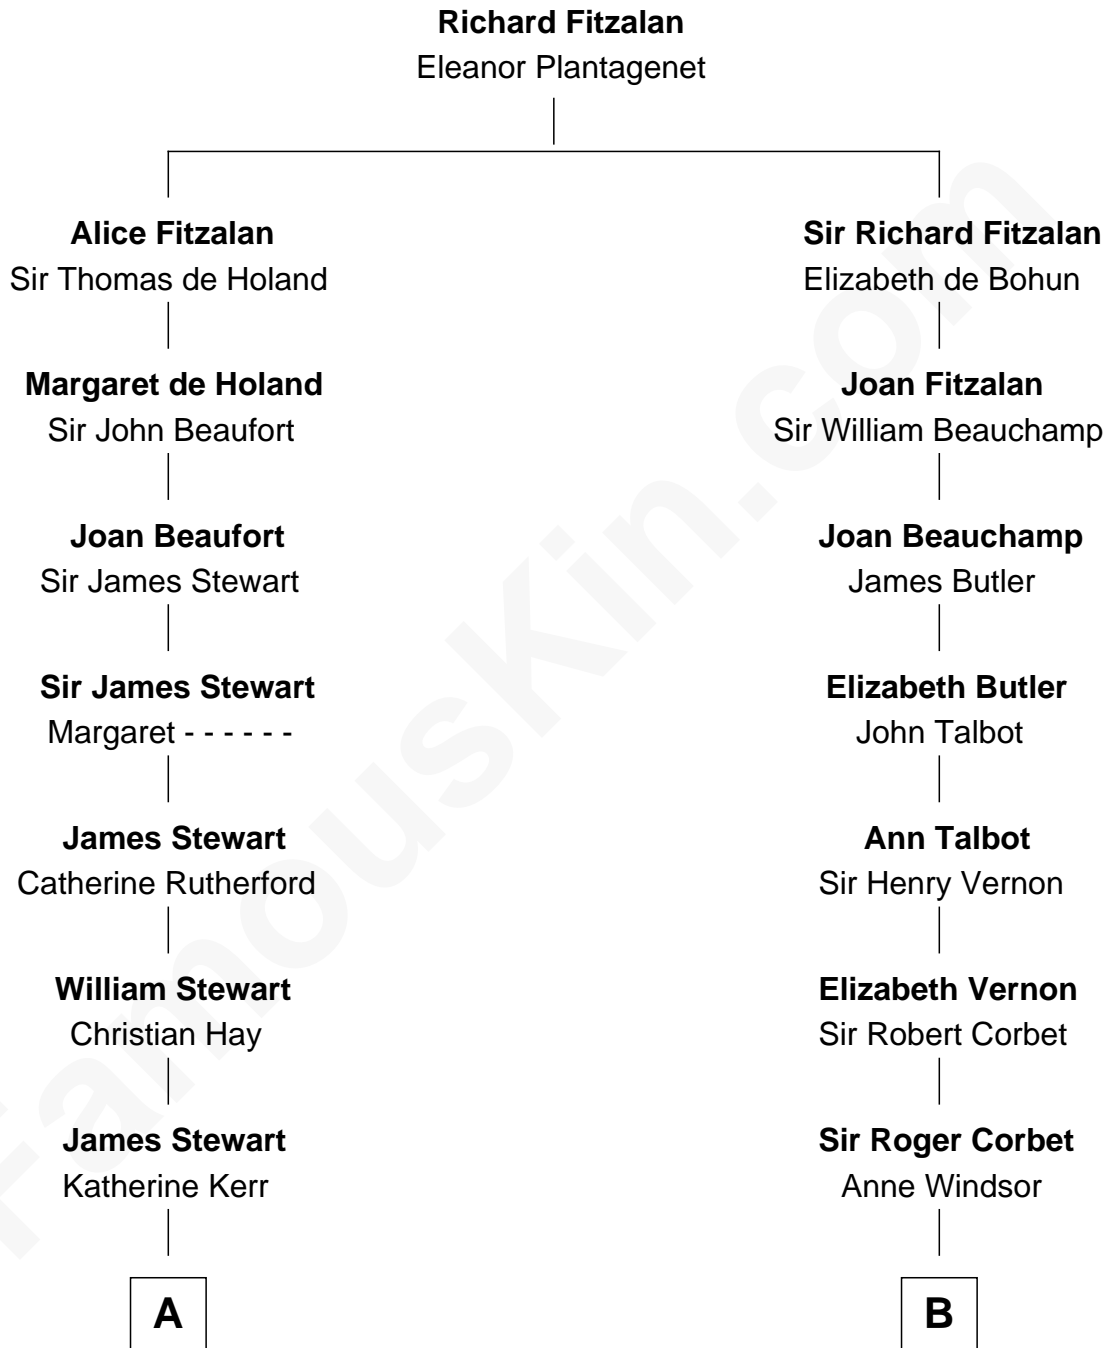 Richard Fitzalan
Eleanor Plantagenet
Alice Fitzalan
Sir Thomas de Holand
Margaret de Holand
Sir John Beaufort
Joan Beaufort
Sir James Stewart
Sir James Stewart
Margaret - - - - - -
James Stewart
Catherine Rutherford
William Stewart
Christian Hay
James Stewart
Katherine Kerr
A
Sir Richard Fitzalan
Elizabeth de Bohun
Joan Fitzalan
Sir William Beauchamp
Joan Beauchamp
James Butler
Elizabeth Butler
John Talbot
Ann Talbot
Sir Henry Vernon
Elizabeth Vernon
Sir Robert Corbet
Sir Roger Corbet
Anne Windsor
B
FamousKin.com